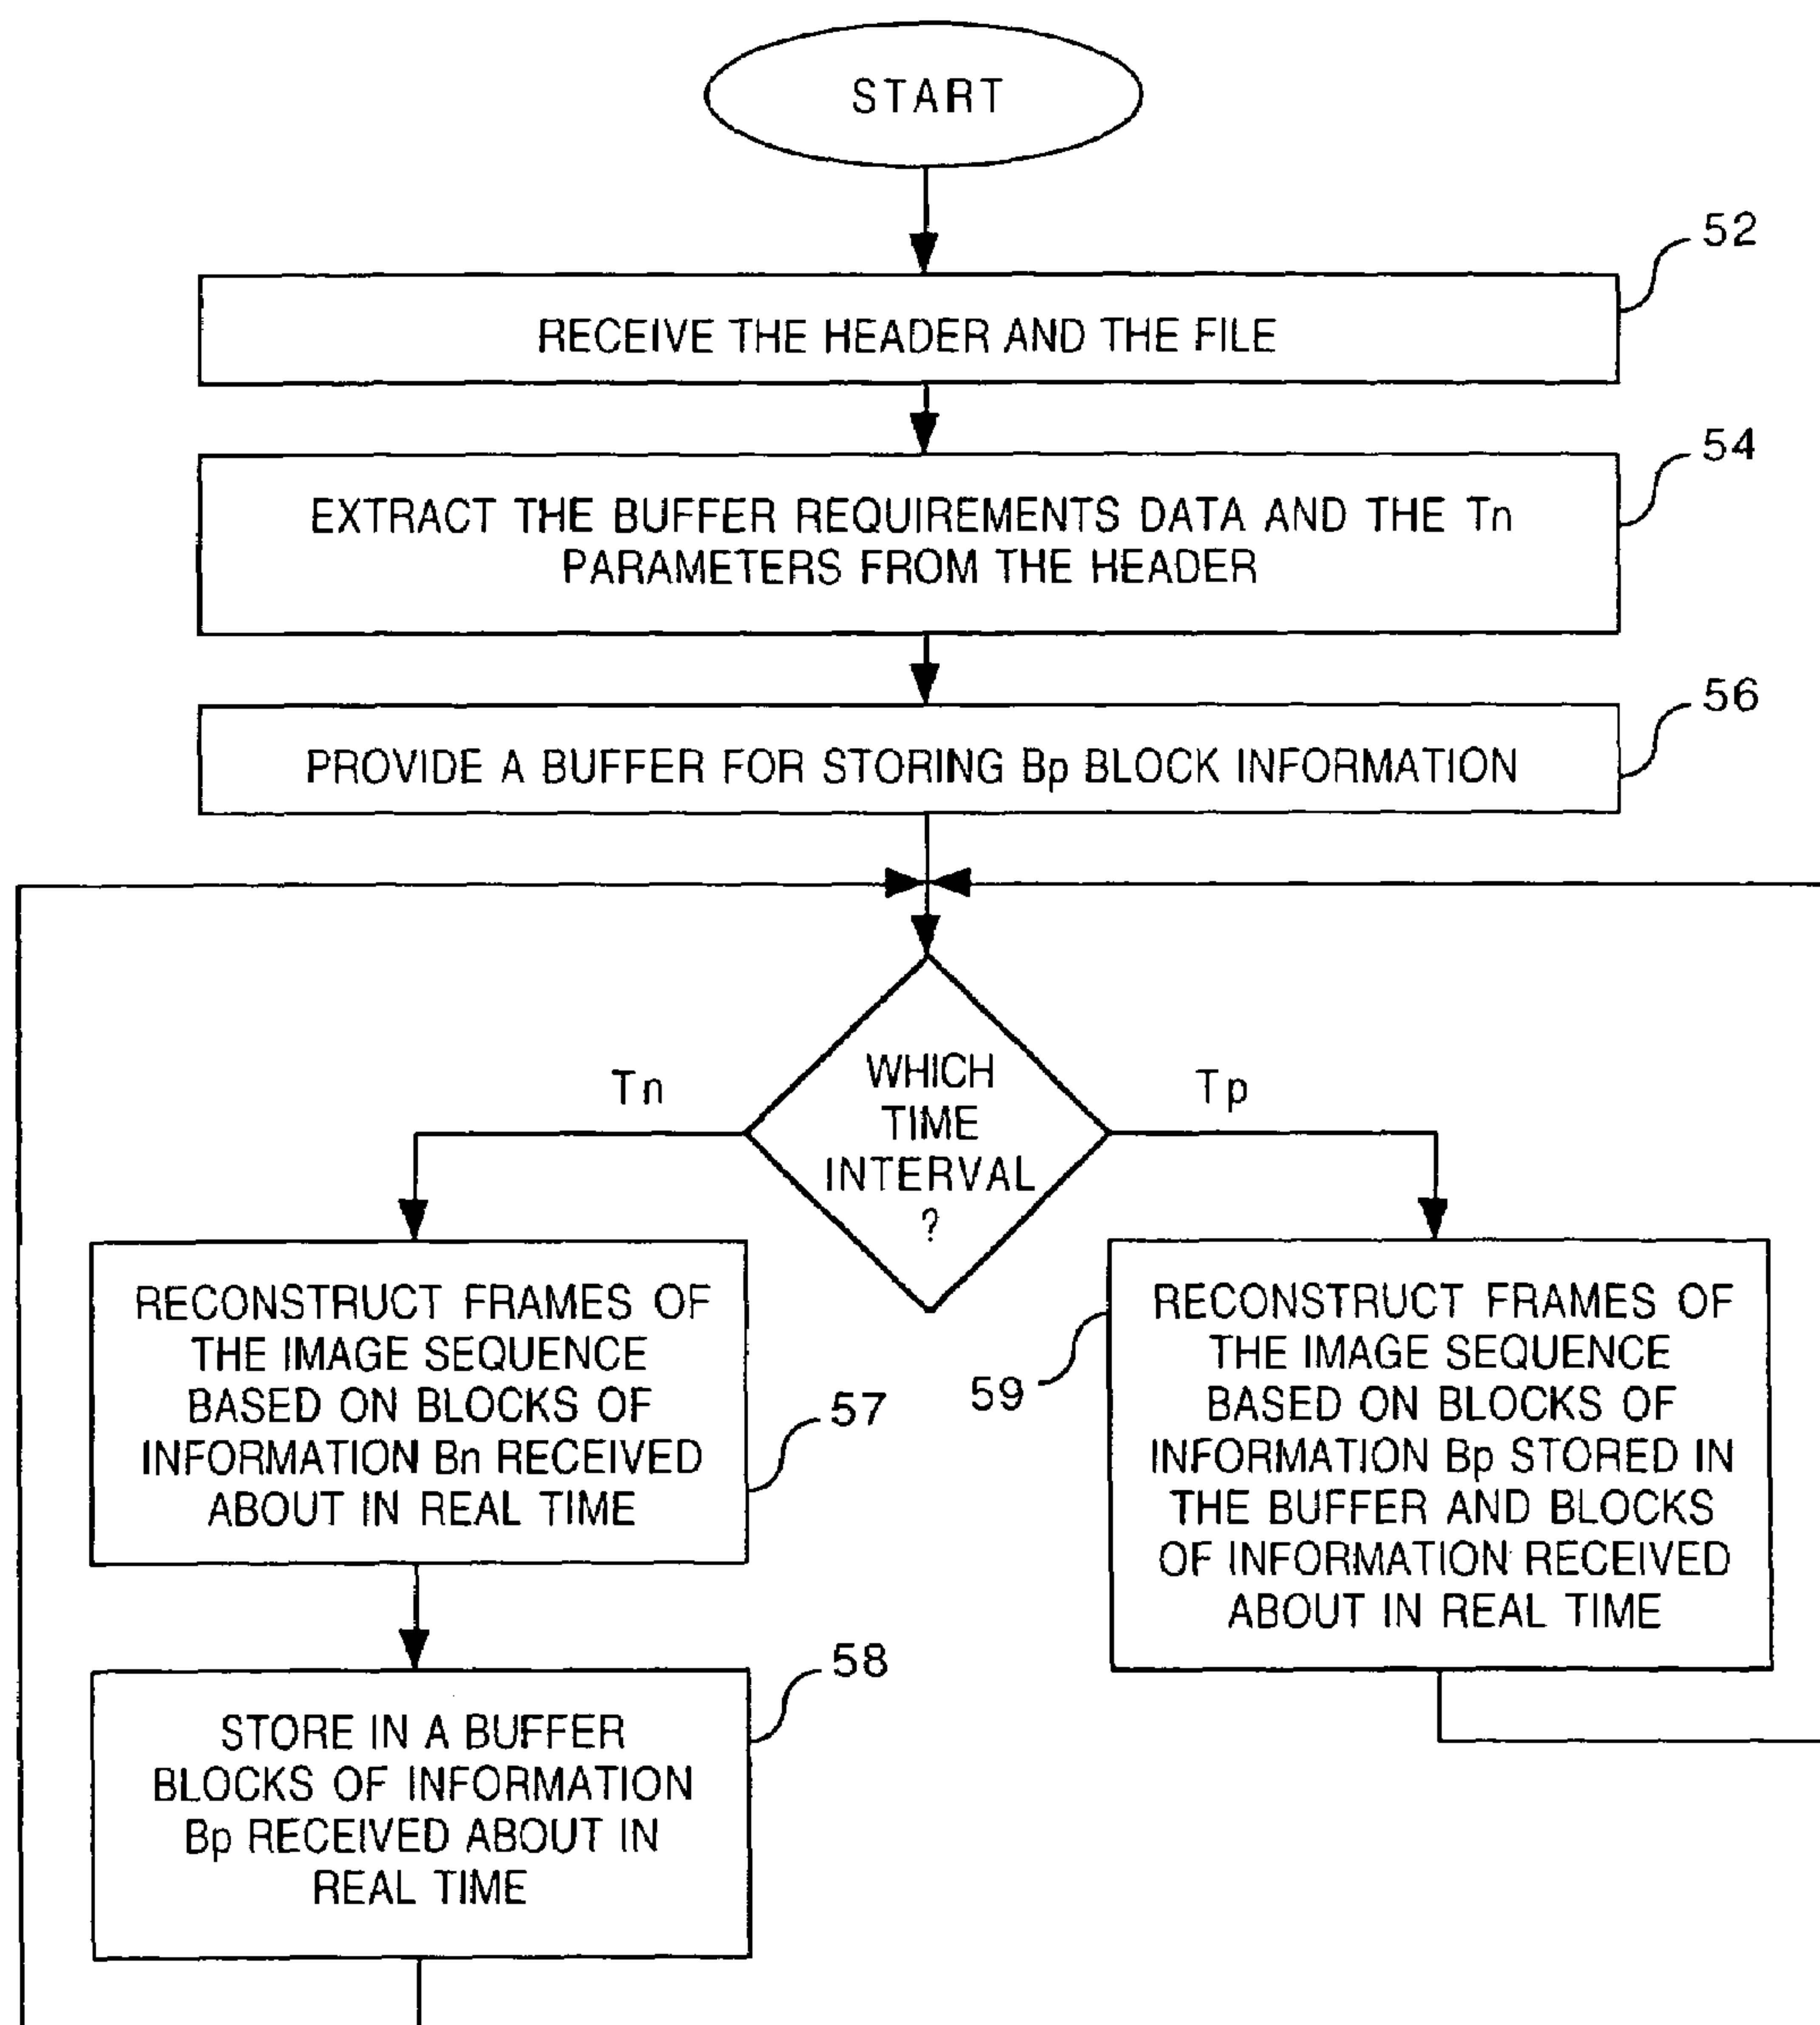 START
52
RECEIVE THE HEADER AND THE FILE
54
EXTRACT THE BUFFER REQUIREMENTS DATA AND THE Tn
PARAMETERS FROM THE HEADER
56
PROVIDE A BUFFER FOR STORING Bp BLOCK INFORMATION
WHICH
TIME
INTERVAL
?
Tn
Tp
RECONSTRUCT FRAMES OF
THE IMAGE SEQUENCE
BASED ON BLOCKS OF
INFORMATION Bn RECEIVED
ABOUT IN REAL TIME
57
59
RECONSTRUCT FRAMES OF
THE IMAGE SEQUENCE
BASED ON BLOCKS OF
INFORMATION Bp STORED IN
THE BUFFER AND BLOCKS
OF INFORMATION RECEIVED
ABOUT IN REAL TIME
58
STORE IN A BUFFER
BLOCKS OF INFORMATION
Bp RECEIVED ABOUT IN
REAL TIME